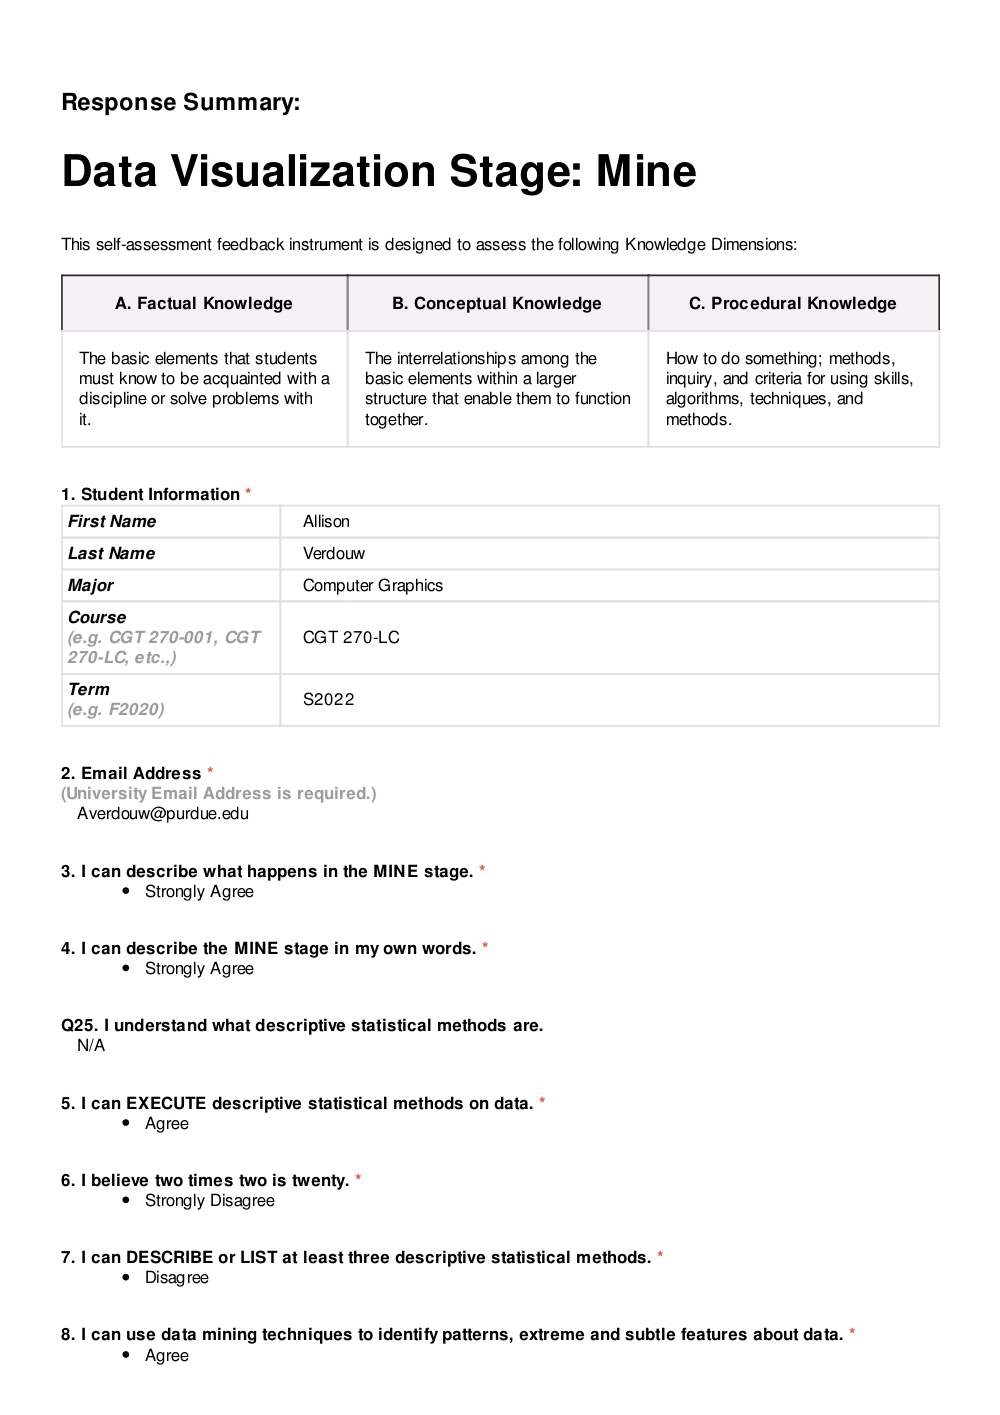 Response Summary:
Data Visualization Stage: Mine
This self-assessment feedback instrument is designed to assess the following Knowledge Dimensions:
A. Factual Knowledge
B. Conceptual Knowledge
C. Procedural Knowledge
The basic elements that students
must know to be acquainted with a
discipline or solve problems with
it.
The interrelationships among the
basic elements within a larger
structure that enable them to function
together.
How to do something; methods,
inquiry, and criteria for using skills,
algorithms, techniques, and
methods.
1. Student Information *
First Name
Allison
Last Name
Verdouw
Major
Computer Graphics
Course
(e.g. CGT 270-001, CGT
270-LC, etc.,)
CGT 270-LC
Term
(e.g. F2020)
S2022
2. Email Address *
(University Email Address is required.)
Averdouw@purdue.edu
3. I can describe what happens in the MINE stage. *
• Strongly Agree
4. I can describe the MINE stage in my own words. *
• Strongly Agree
Q25. I understand what descriptive statistical methods are.
N/A
5. I can EXECUTE descriptive statistical methods on data. *
• Agree
6. I believe two times two is twenty. *
• Strongly Disagree
7. I can DESCRIBE or LIST at least three descriptive statistical methods. *
• Disagree
8. I can use data mining techniques to identify patterns, extreme and subtle features about data. *
• Agree